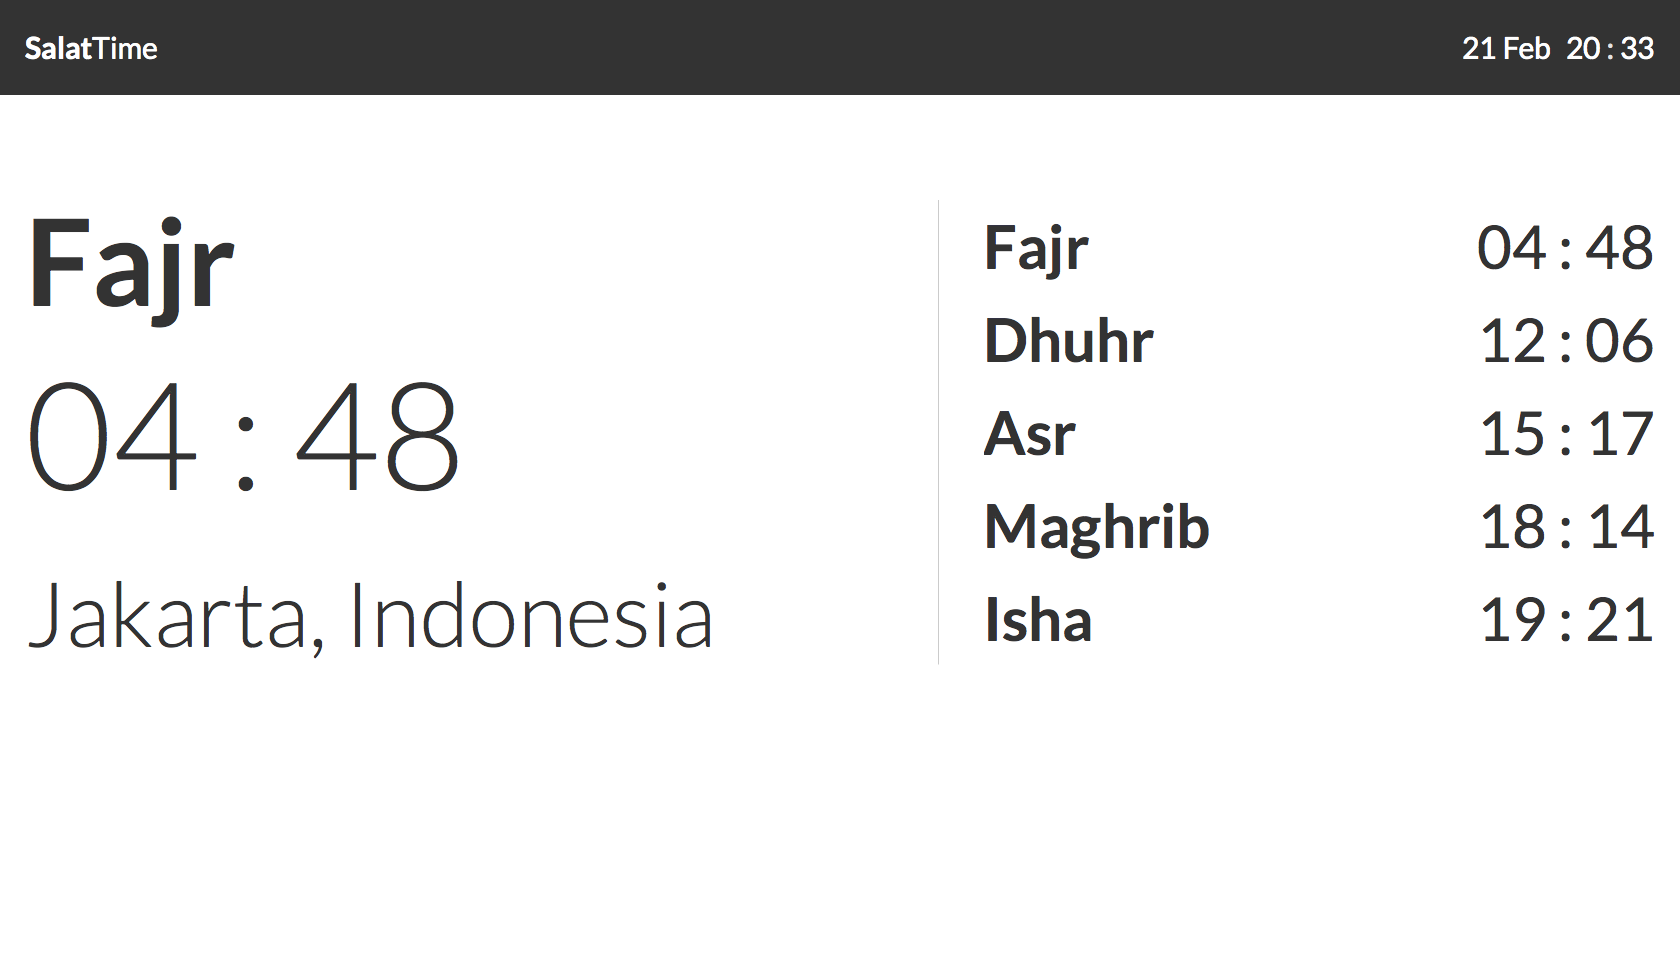 SalatTime
21 Feb 20 : 33
Fajr
04 : 48
Jakarta, Indonesia
Fajr 04 : 48
Dhuhr 12 : 06
Asr 15 : 17
Maghrib 18 : 14
Isha 19 : 21